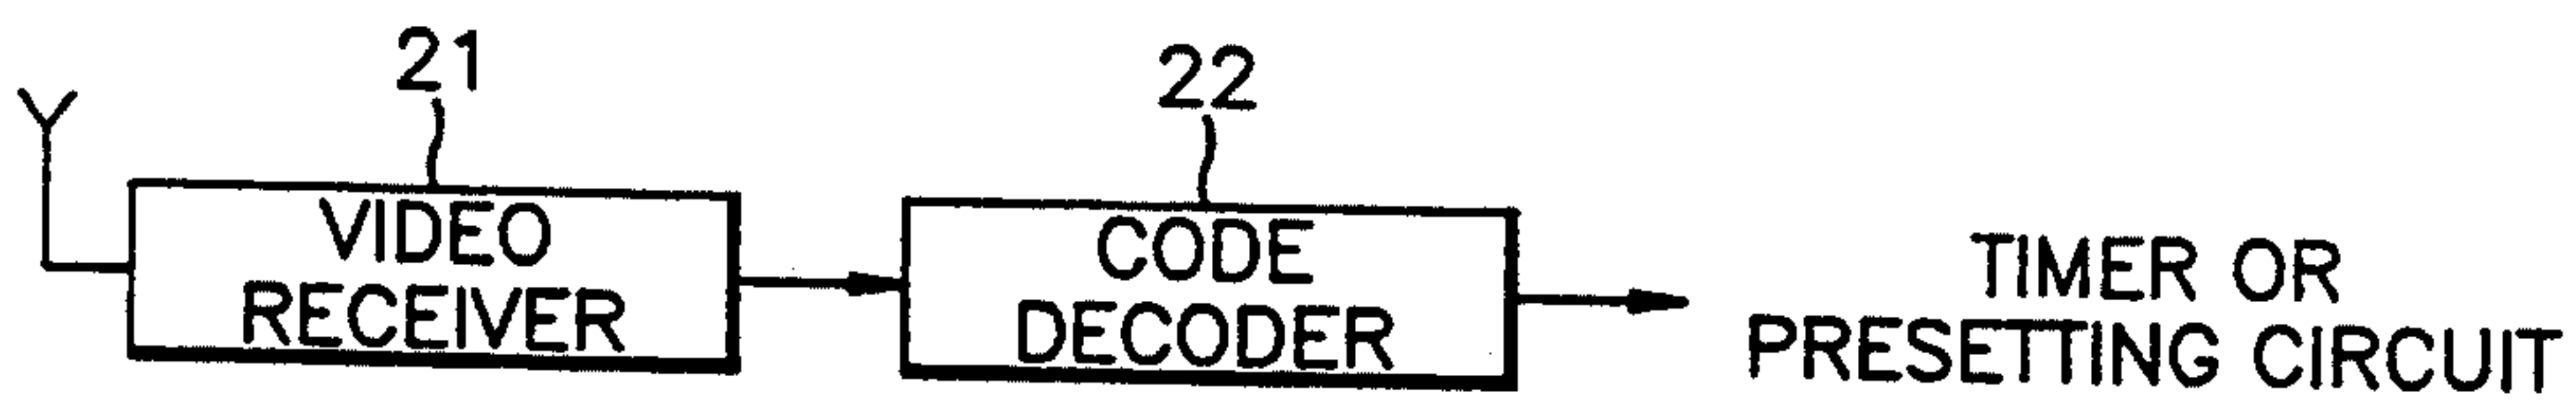 21
22
VIDEO
RECEIVER
CODE
DECODER
TIMER OR
PRESETTING CIRCUIT